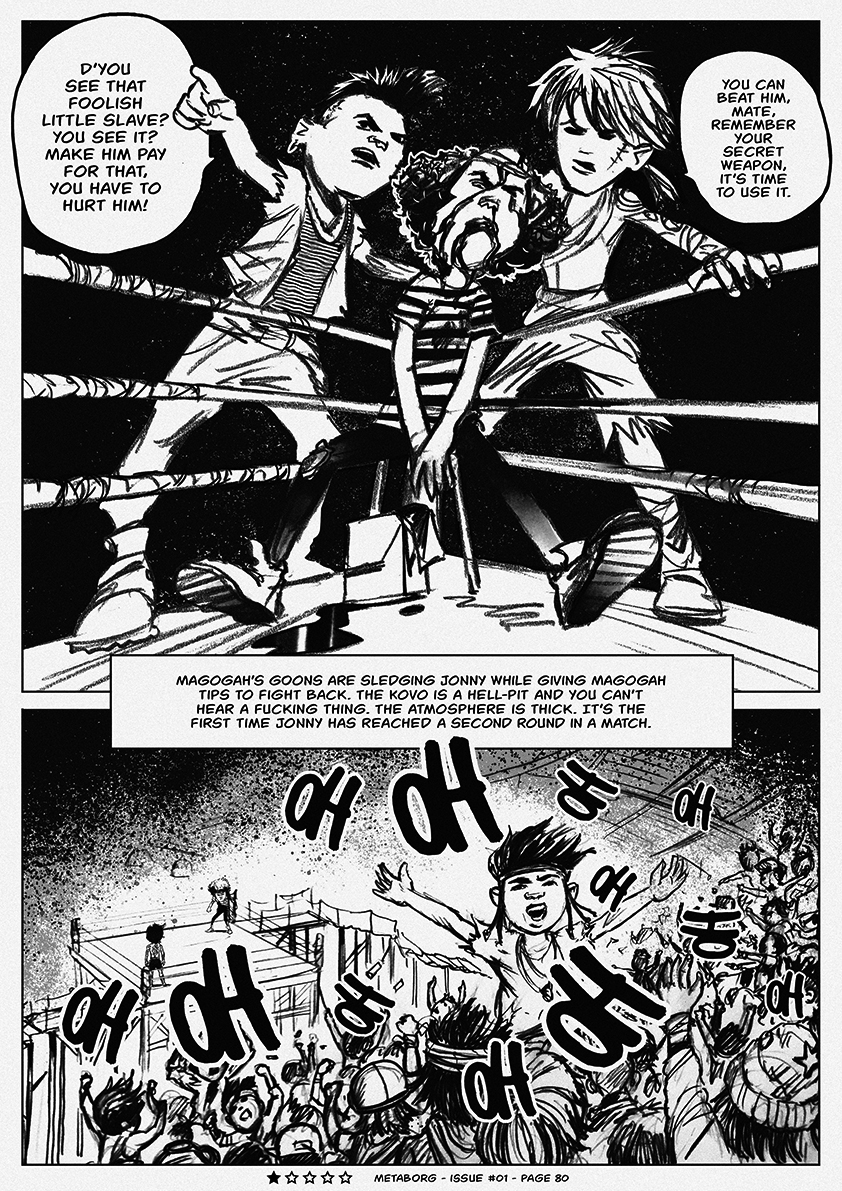 D'YOU
SEE THAT
FOOLISH
LITTLE SLAVE?
YOU SEE IT?
MAKE HIM PAY
FOR THAT,
YOU HAVE TO
HURT HIM!
YOU CAN
BEAT HIM,
MATE,
REMEMBER
YOUR
SECRET
WEAPON,
IT'S TIME
TO USE IT.
MAGOGAH'S GOONS ARE SLEDGING JONNY WHILE GIVING MAGOGAH
TIPS TO FIGHT BACK. THE KOVO IS A HELL-PIT AND YOU CAN'T
HEAR A FUCKING THING. THE ATMOSPHERE IS THICK. IT'S THE
FIRST TIME JONNY HAS REACHED A SECOND ROUND IN A MATCH.
OH
OH
OH
OH
OH
OH
OH
OH
OH
OH
OH
OH
METABORG - ISSUE #01 - PAGE 80